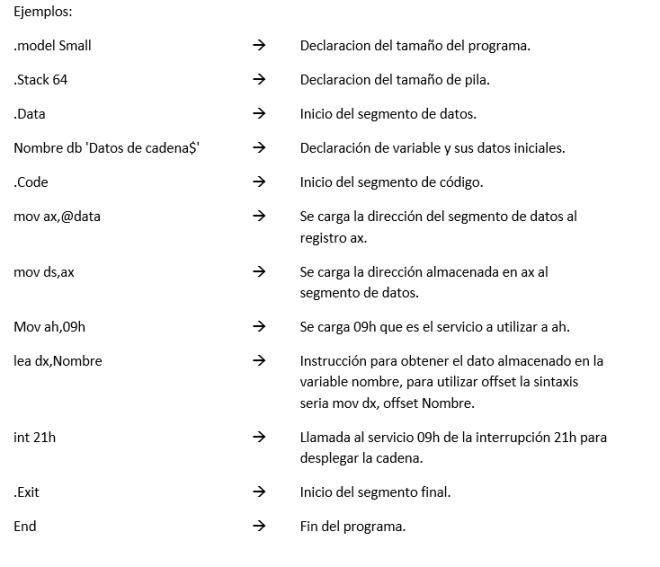 Ejemplos:
.model Small → Declaracion del tamaño del programa.
.Stack 64 → Declaracion del tamaño de pila.
.Data → Inicio del segmento de datos.
Nombre db 'Datos de cadena$' → Declaración de variable y sus datos iniciales.
.Code → Inicio del segmento de código.
mov ax,@data → Se carga la dirección del segmento de datos al
registro ax.
mov ds,ax → Se carga la dirección almacenada en ax al
segmento de datos.
Mov ah,09h → Se carga 09h que es el servicio a utilizar a ah.
lea dx,Nombre → Instrucción para obtener el dato almacenado en la
variable nombre, para utilizar offset la sintaxis
seria mov dx, offset Nombre.
int 21h → Llamada al servicio 09h de la interrupción 21h para
desplegar la cadena.
.Exit → Inicio del segmento final.
End → Fin del programa.